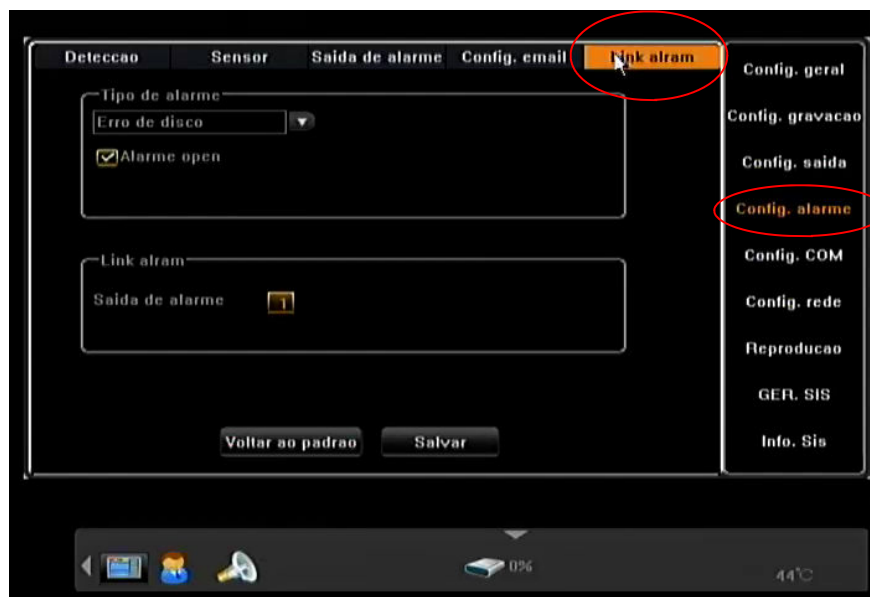 Deteccao Sensor Saida de alarme Config. email Link alram
Tipo de alarme
Erro de disco
Alarme open
Link alram
Saida de alarme 1
Voltar ao padrao Salvar
Config. geral
Config. gravacao
Config. saida
Config. alarme
Config. COM
Config. rede
Reproducao
GER. SIS
Info. Sis
0%
44°C